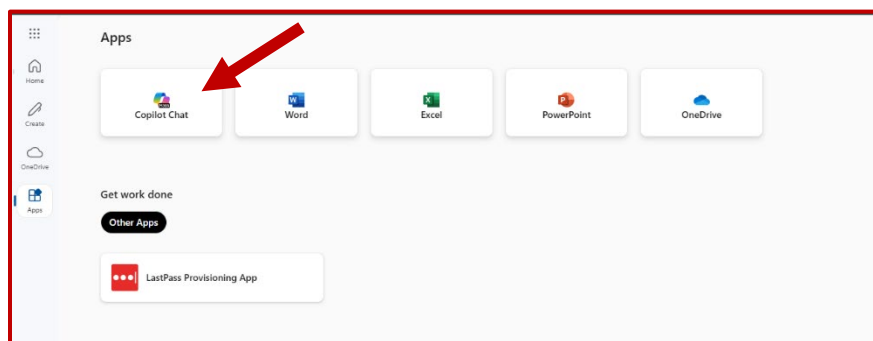 Apps
Home
Create
OneDrive
Apps
Copilot Chat
Word
Excel
PowerPoint
OneDrive
Get work done
Other Apps
LastPass Provisioning App